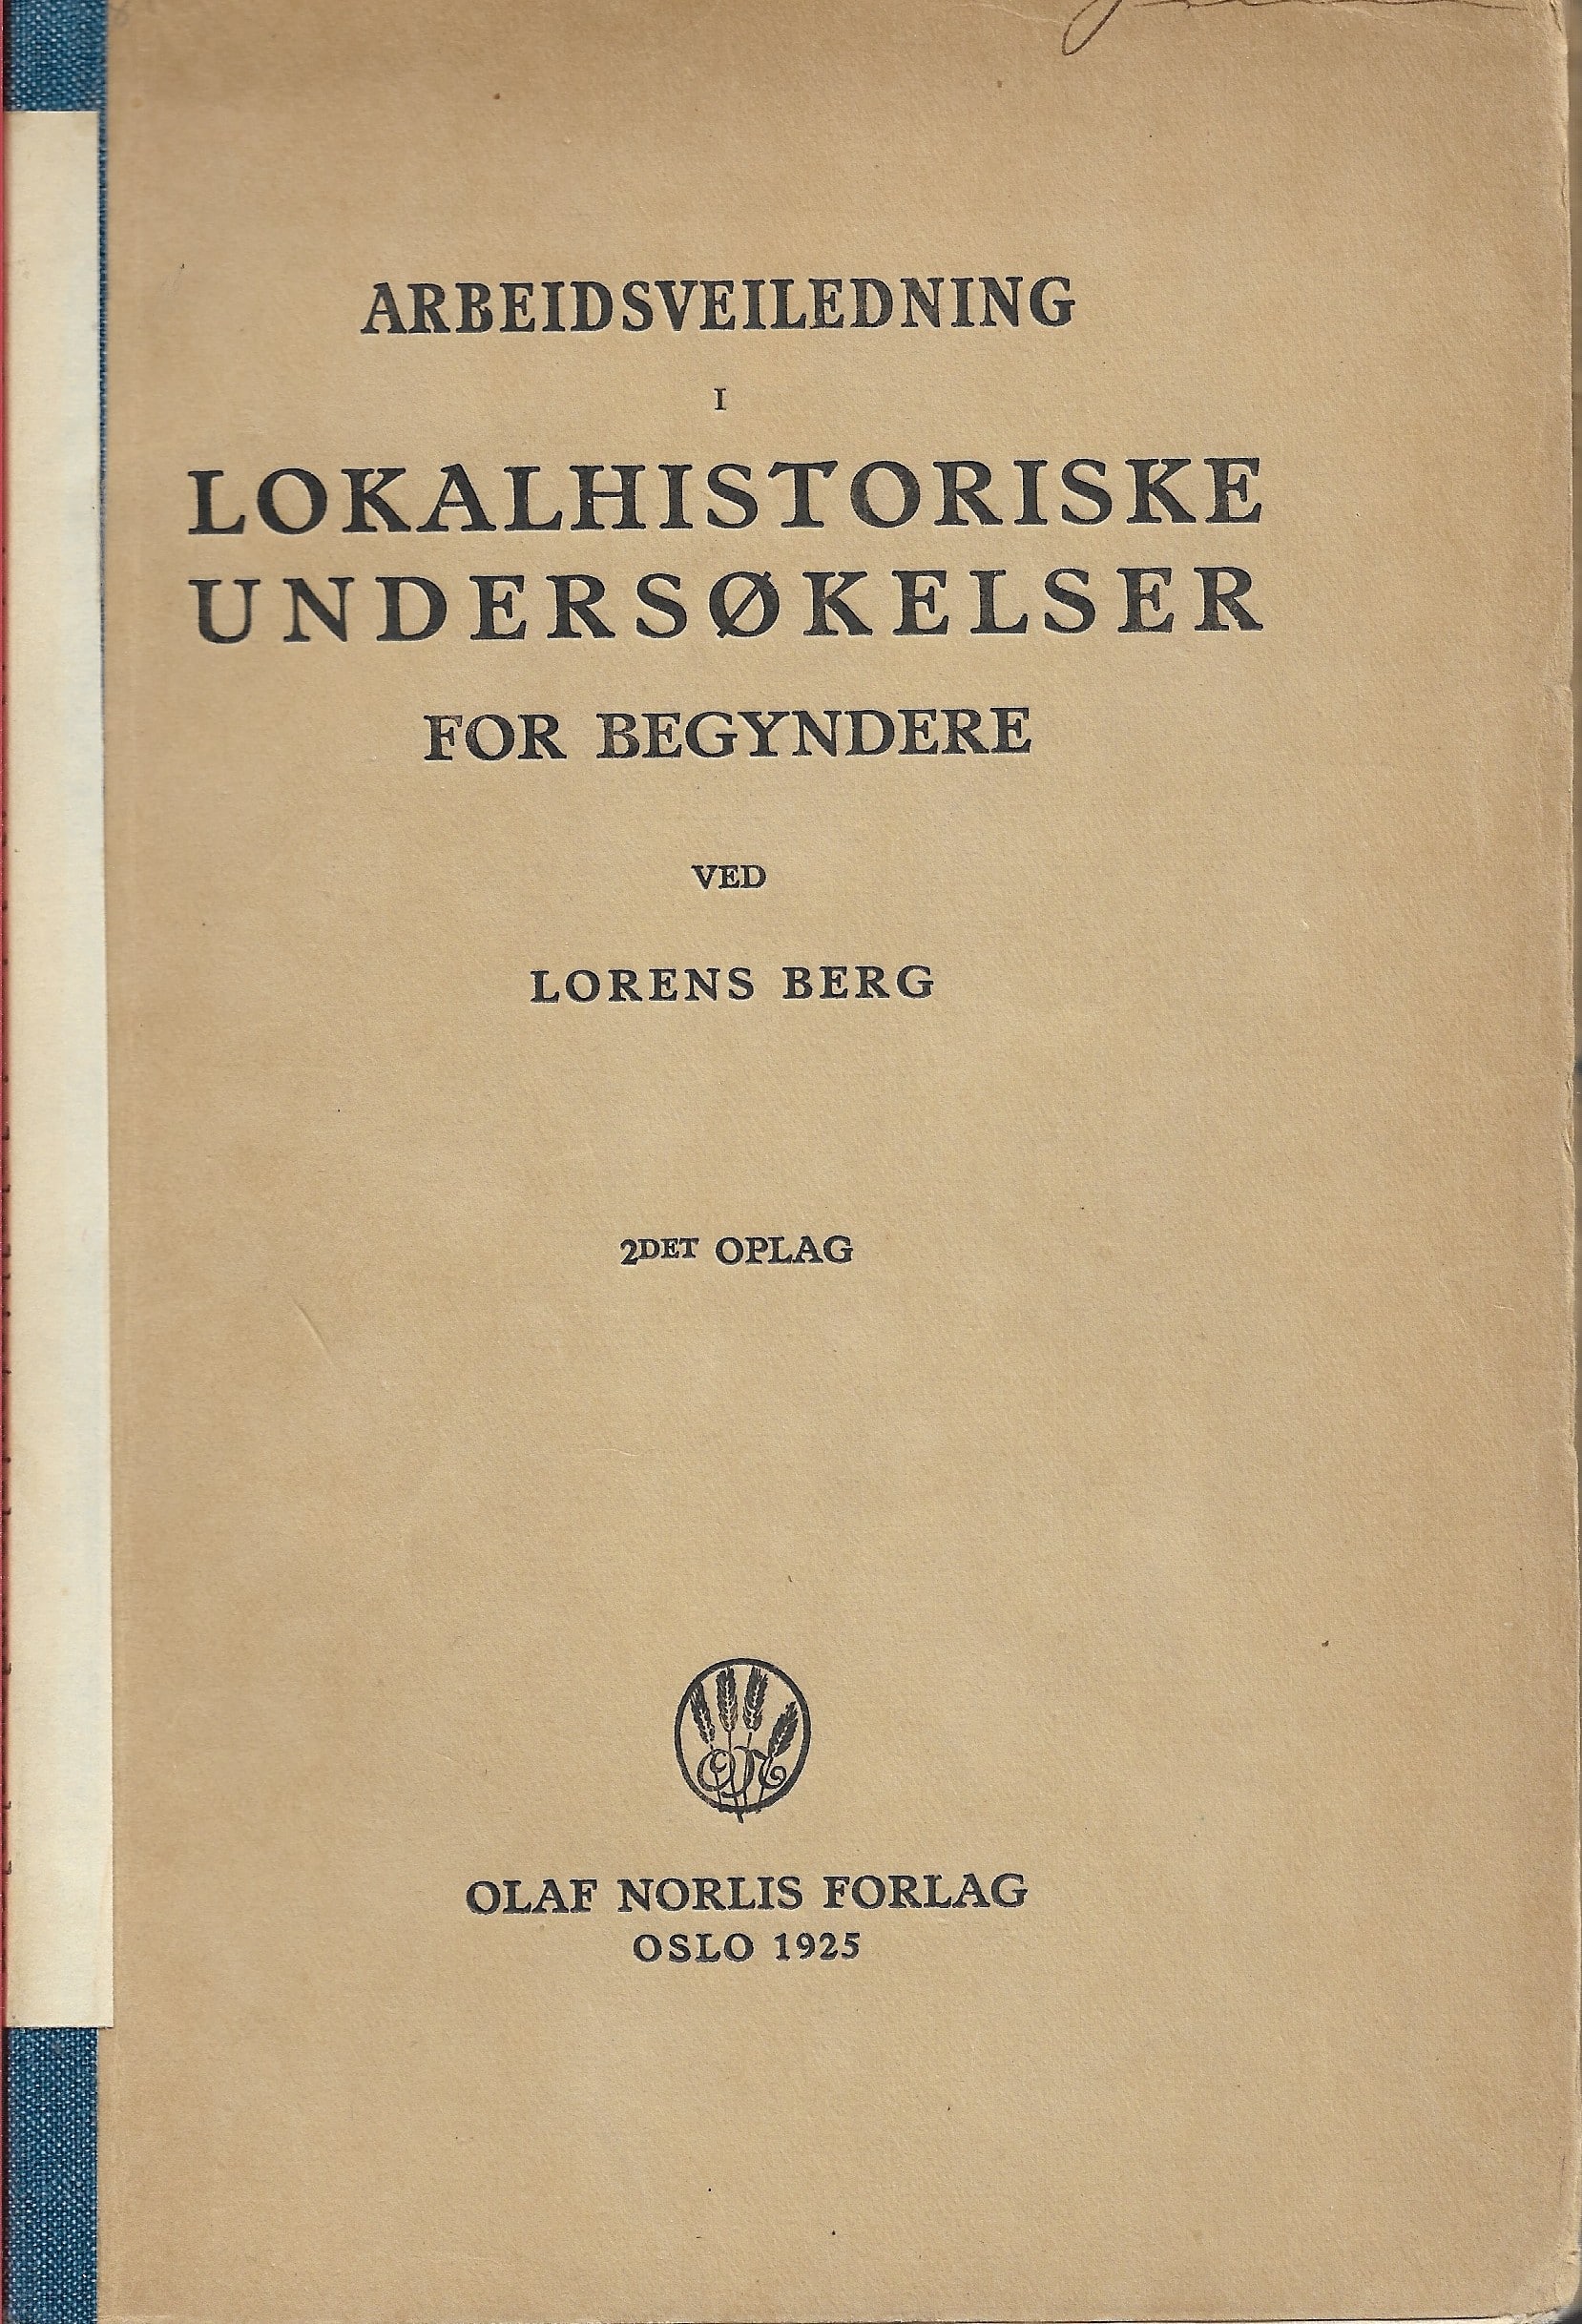 ARBEIDSVEILEDNING
I
LOKALHISTORISKE
UNDERSØKELSER
FOR BEGYNDERE
VED
LORENS BERG
2DET OPLAG
OLAF NORLIS FORLAG
OSLO 1925